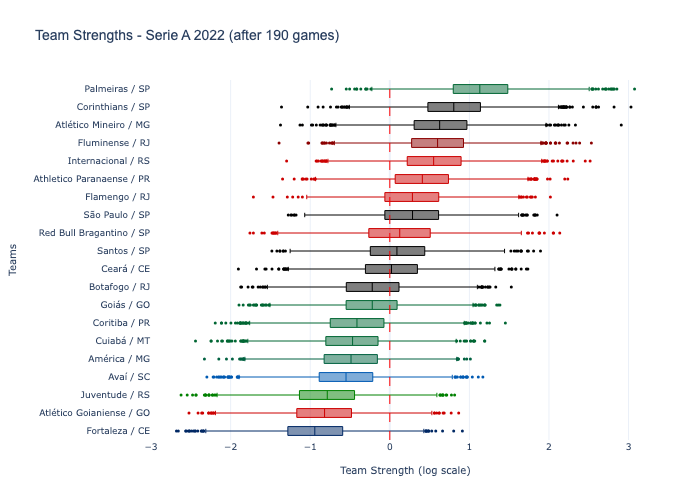 Team Strengths - Serie A 2022 (after 190 games)
Palmeiras / SP
Corinthians / SP
Atlético Mineiro / MG
Fluminense / RJ
Internacional / RS
Athletico Paranaense / PR
Flamengo / RJ
São Paulo / SP
Red Bull Bragantino / SP
Santos / SP
Ceará / CE
Botafogo / RJ
Goiás / GO
Coritiba / PR
Cuiabá / MT
América / MG
Avaí / SC
Juventude / RS
Atlético Goianiense / GO
Fortaleza / CE
Teams
−3 −2 −1 0 1 2 3
Team Strength (log scale)